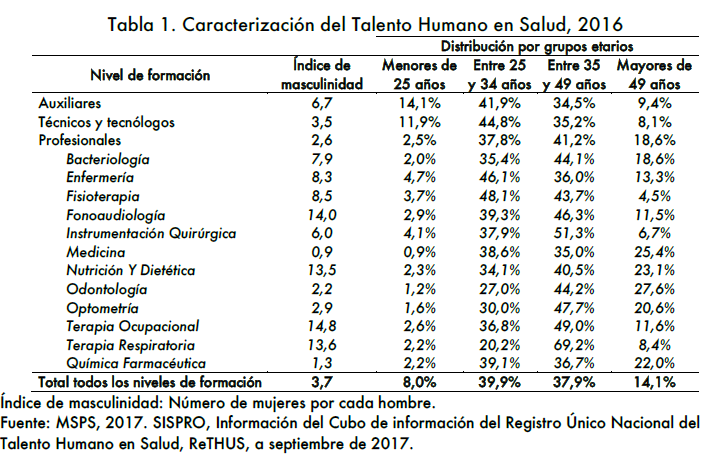 Tabla 1. Caracterización del Talento Humano en Salud, 2016
Distribución por grupos etarios
Nivel de formación Índice de masculinidad Menores de 25 años Entre 25 y 34 años Entre 35 y 49 años Mayores de 49 años
Auxiliares 6,7 14,1% 41,9% 34,5% 9,4%
Técnicos y tecnólogos 3,5 11,9% 44,8% 35,2% 8,1%
Profesionales 2,6 2,5% 37,8% 41,2% 18,6%
Bacteriología 7,9 2,0% 35,4% 44,1% 18,6%
Enfermería 8,3 4,7% 46,1% 36,0% 13,3%
Fisioterapia 8,5 3,7% 48,1% 43,7% 4,5%
Fonoaudiología 14,0 2,9% 39,3% 46,3% 11,5%
Instrumentación Quirúrgica 6,0 4,1% 37,9% 51,3% 6,7%
Medicina 0,9 0,9% 38,6% 35,0% 25,4%
Nutrición Y Dietética 13,5 2,3% 34,1% 40,5% 23,1%
Odontología 2,2 1,2% 27,0% 44,2% 27,6%
Optometría 2,9 1,6% 30,0% 47,7% 20,6%
Terapia Ocupacional 14,8 2,6% 36,8% 49,0% 11,6%
Terapia Respiratoria 13,6 2,2% 20,2% 69,2% 8,4%
Química Farmacéutica 1,3 2,2% 39,1% 36,7% 22,0%
Total todos los niveles de formación 3,7 8,0% 39,9% 37,9% 14,1%
Índice de masculinidad: Número de mujeres por cada hombre.
Fuente: MSPS, 2017. SISPRO, Información del Cubo de información del Registro Único Nacional del
Talento Humano en Salud, ReTHUS, a septiembre de 2017.